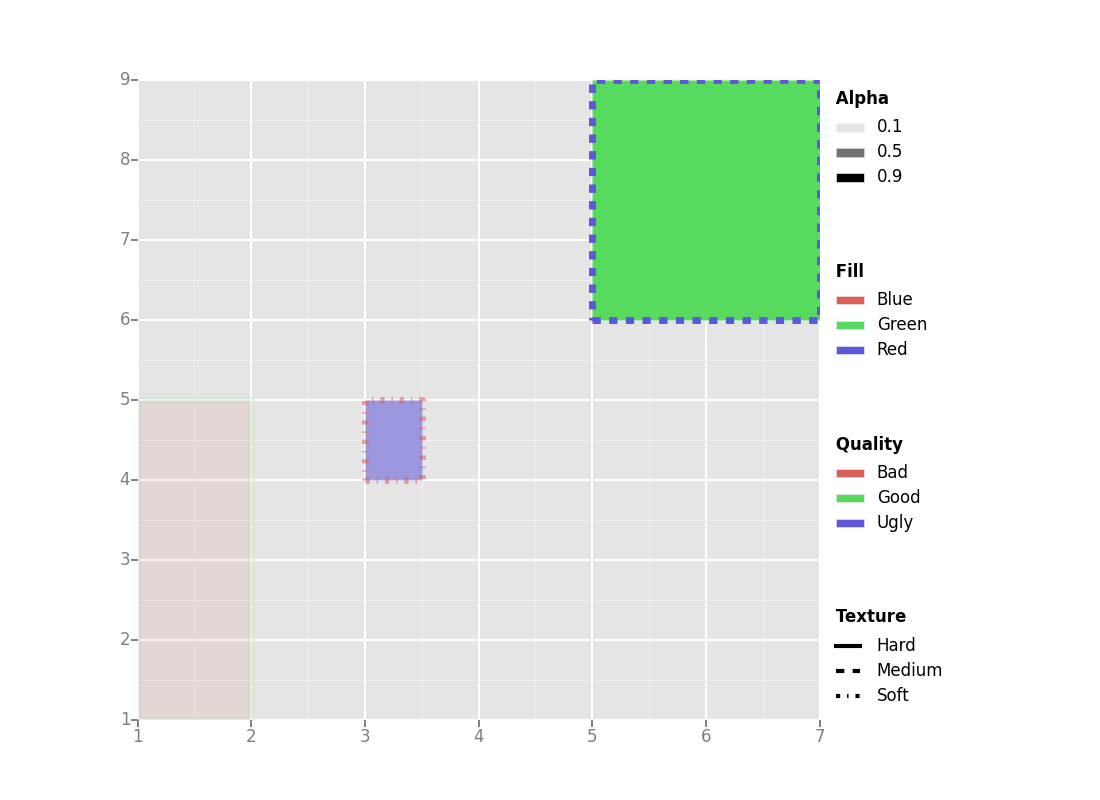 9
8
7
6
5
4
3
2
1
1 2 3 4 5 6 7
Alpha
0.1
0.5
0.9
Fill
Blue
Green
Red
Quality
Bad
Good
Ugly
Texture
Hard
Medium
Soft